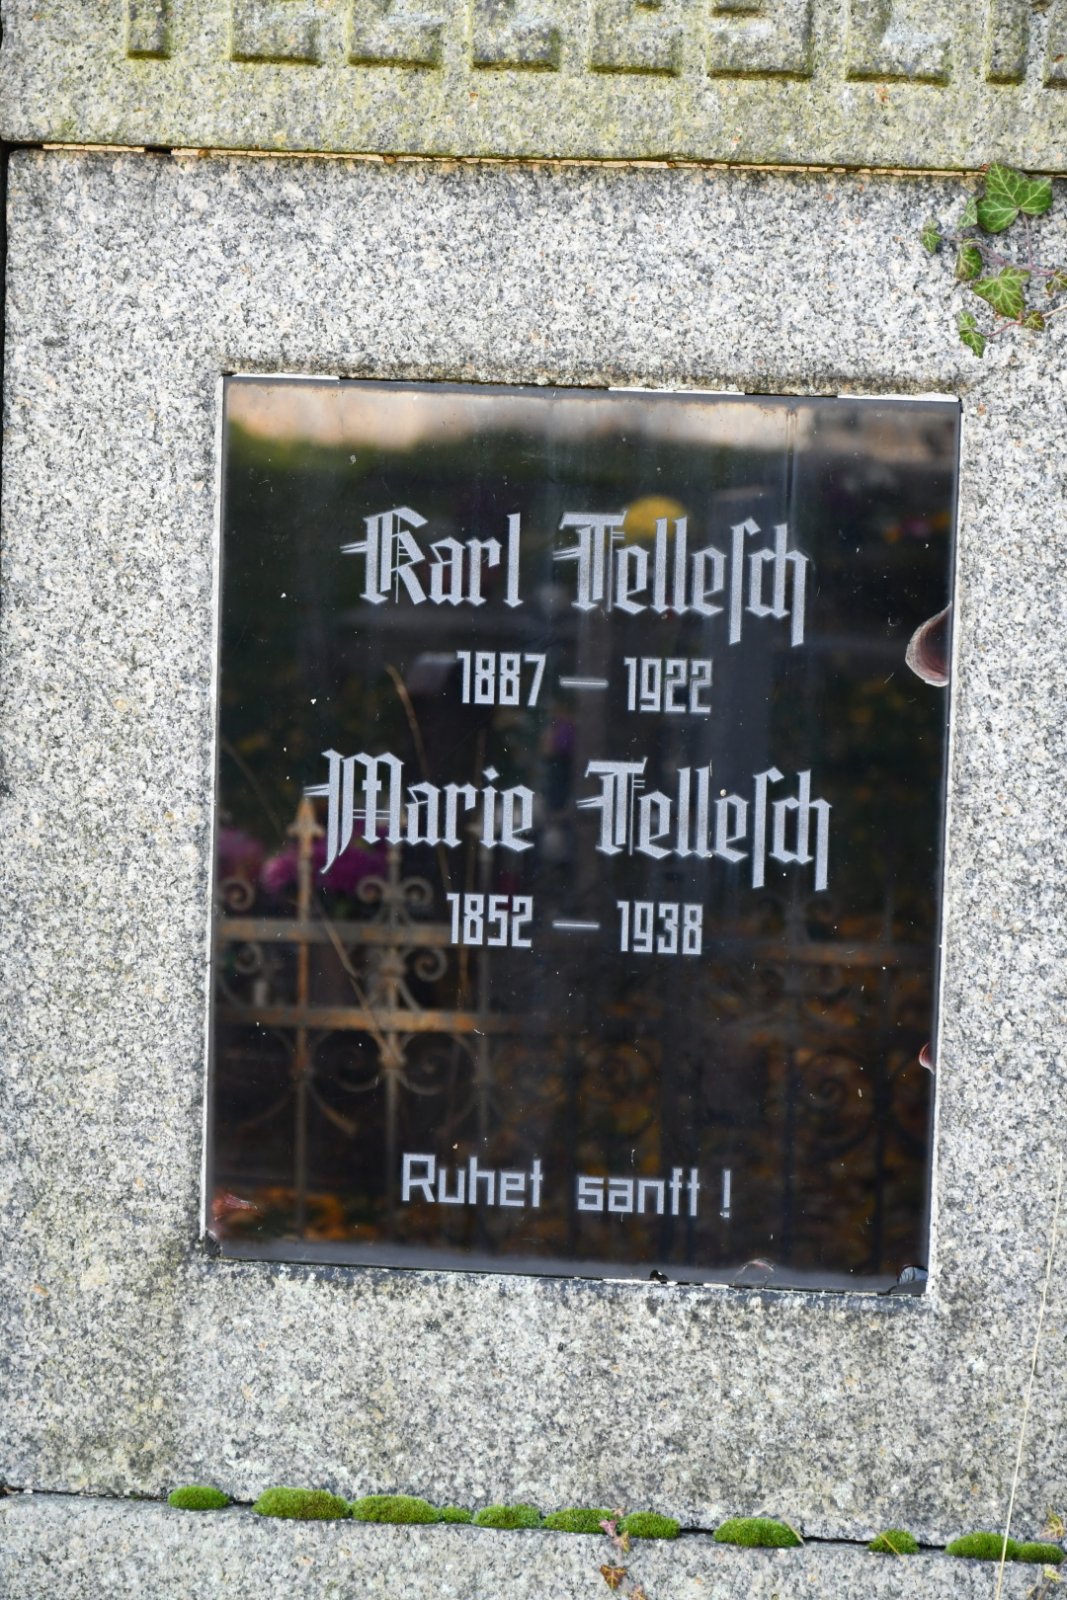 Karl Telleſch
1887 — 1922
Marie Telleſch
1852 — 1938
Ruhet sanft!